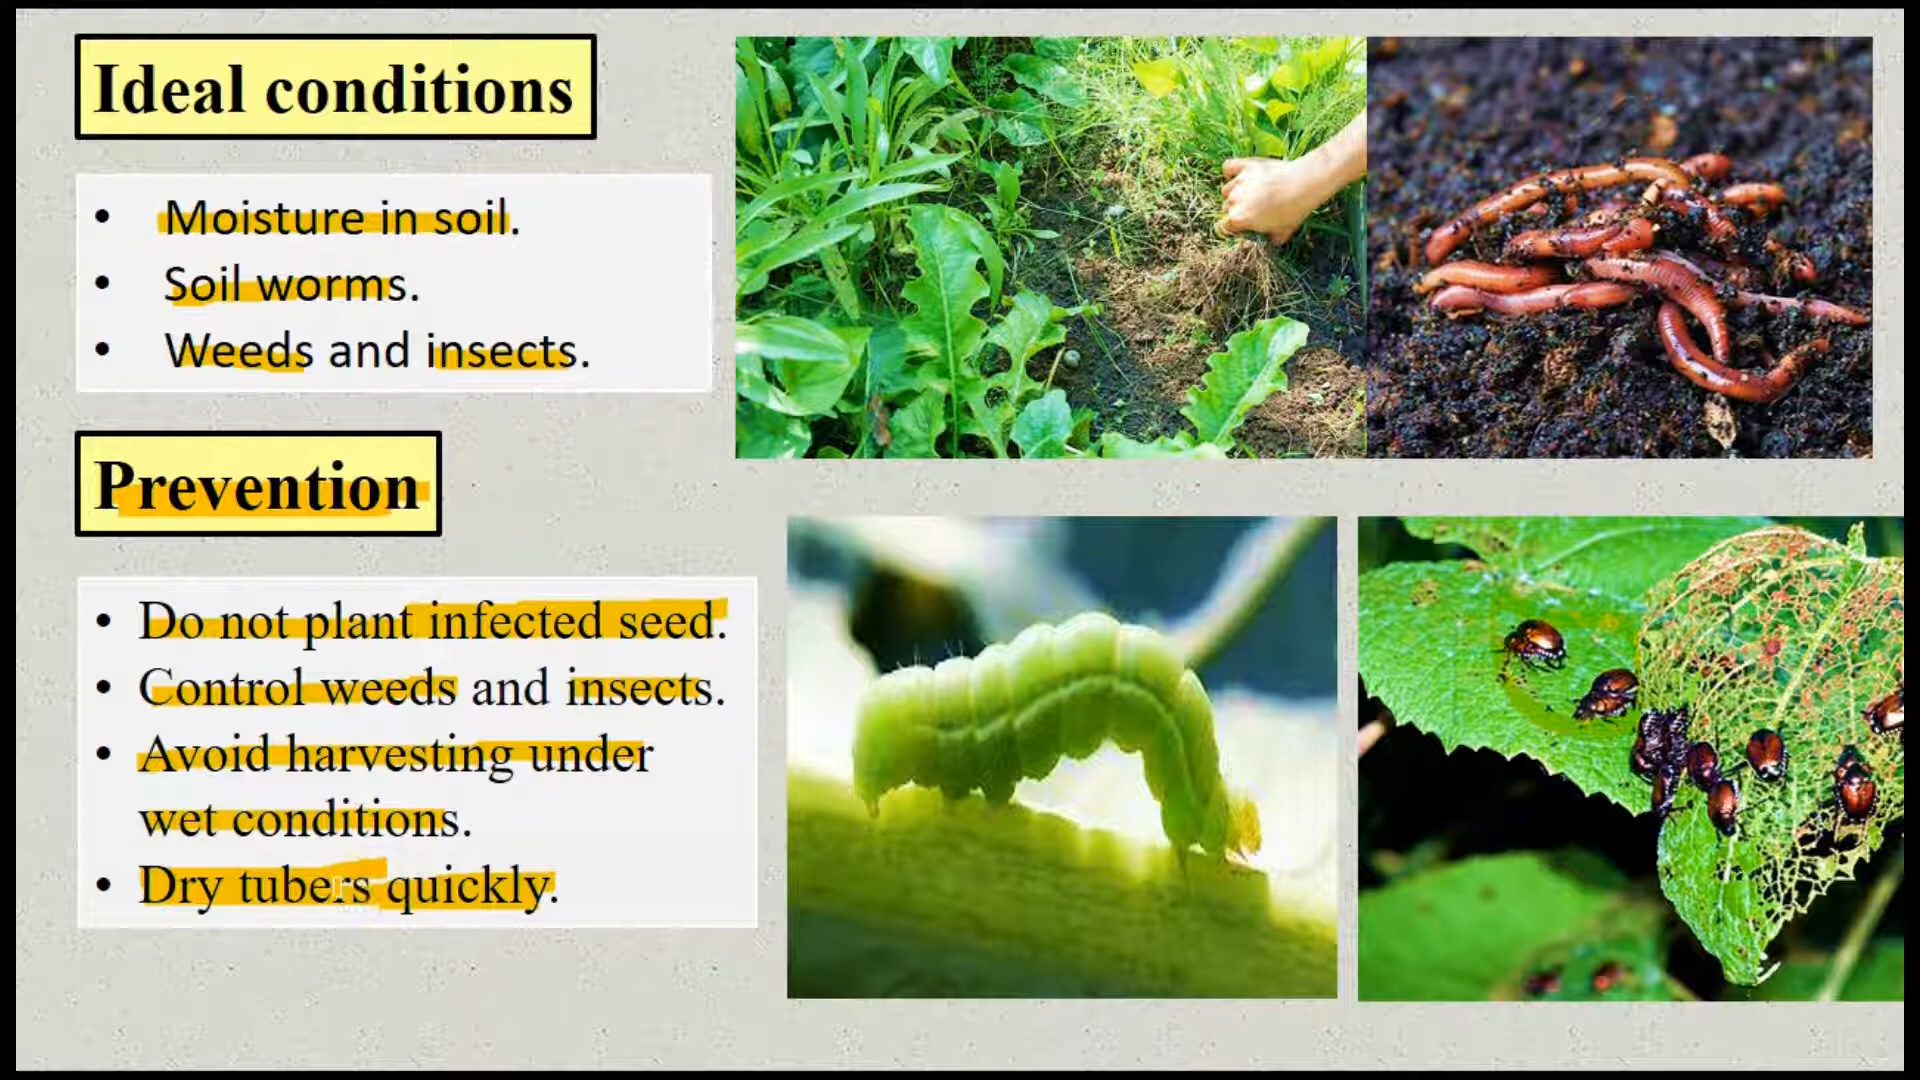 Ideal conditions
• Moisture in soil.
• Soil worms.
• Weeds and insects.
Prevention
• Do not plant infected seed.
• Control weeds and insects.
• Avoid harvesting under
wet conditions.
• Dry tubers quickly.